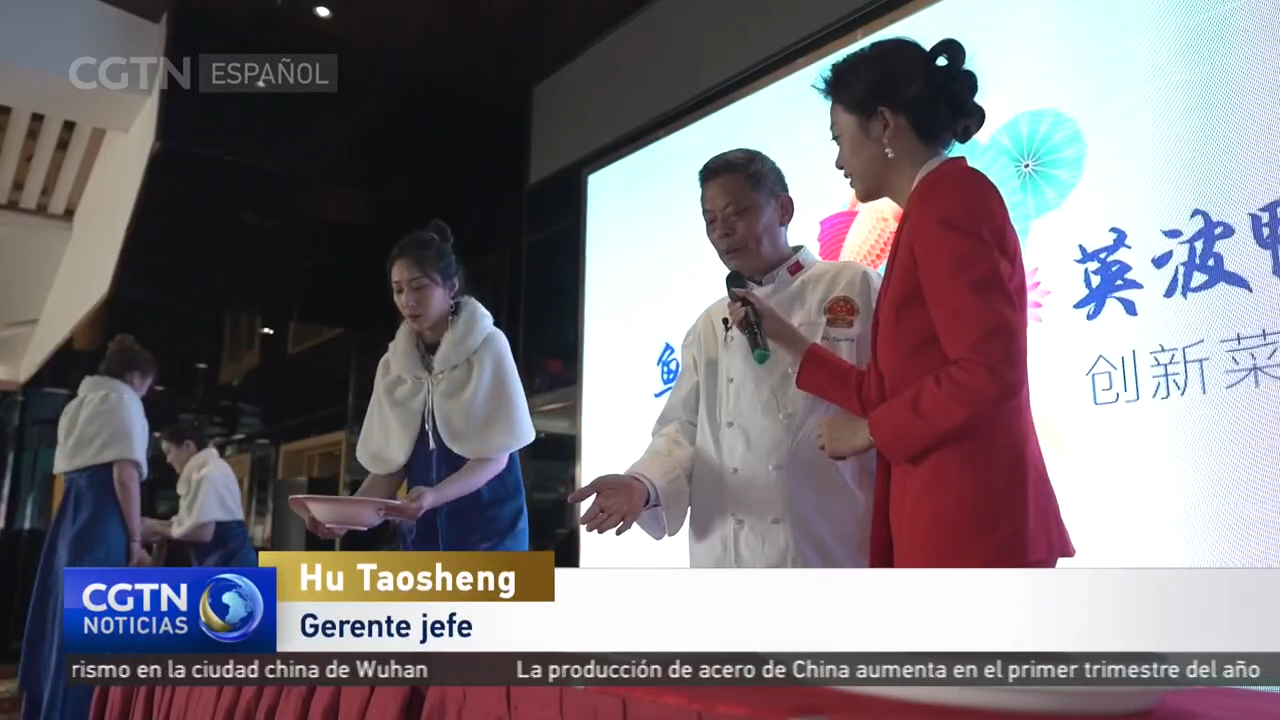 CGTN ESPAÑOL
英波
鱼
创新菜
Hu Taosheng
CGTN
NOTICIAS
Gerente jefe
rismo en la ciudad china de Wuhan La producción de acero de China aumenta en el primer trimestre del año